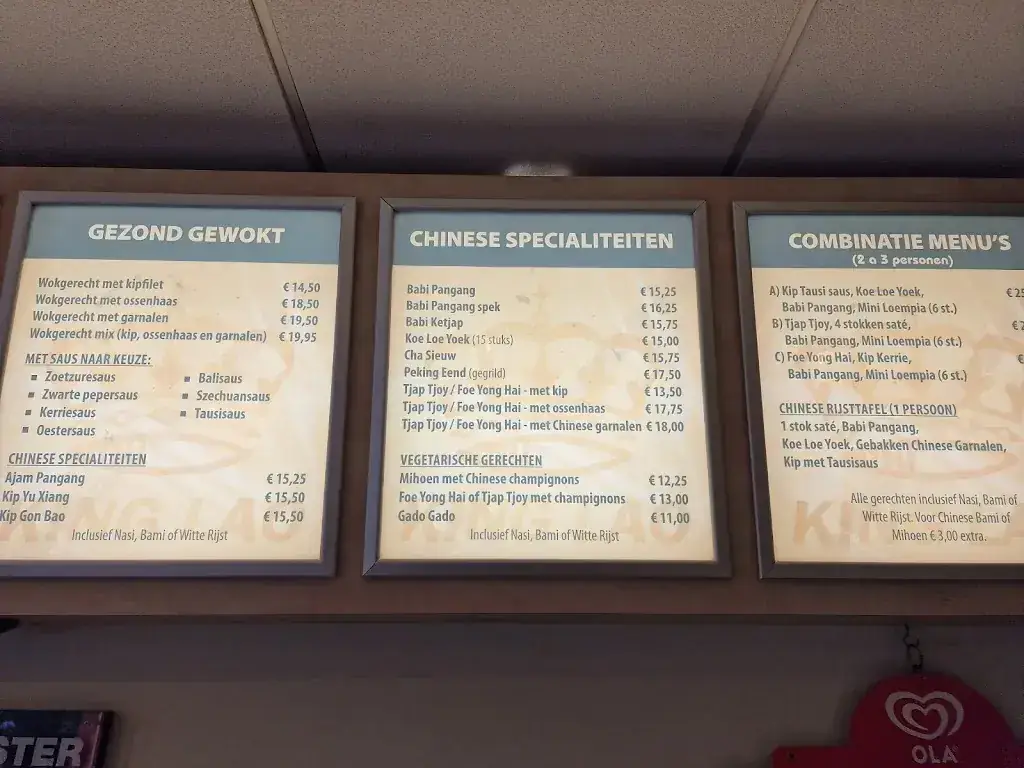 GEZOND GEWOKT
Wokgerecht met kipfilet € 14,50
Wokgerecht met ossenhaas € 18,50
Wokgerecht met garnalen € 19,50
Wokgerecht mix (kip, ossenhaas en garnalen) € 19,95
MET SAUS NAAR KEUZE:
▪ Zoetzuresaus ▪ Balisaus
▪ Zwarte pepersaus ▪ Szechuansaus
▪ Kerriesaus ▪ Tausisaus
▪ Oestersaus
CHINESE SPECIALITEITEN
Ajam Pangang € 15,25
Kip Yu Xiang € 15,50
Kip Gon Bao € 15,50
Inclusief Nasi, Bami of Witte Rijst
CHINESE SPECIALITEITEN
Babi Pangang € 15,25
Babi Pangang spek € 16,25
Babi Ketjap € 15,75
Koe Loe Yoek (15 stuks) € 15,00
Cha Sieuw € 15,75
Peking Eend (gegrild) € 17,50
Tjap Tjoy / Foe Yong Hai - met kip € 13,50
Tjap Tjoy / Foe Yong Hai - met ossenhaas € 17,75
Tjap Tjoy / Foe Yong Hai - met Chinese garnalen € 18,00
VEGETARISCHE GERECHTEN
Mihoen met Chinese champignons € 12,25
Foe Yong Hai of Tjap Tjoy met champignons € 13,00
Gado Gado € 11,00
Inclusief Nasi, Bami of Witte Rijst
COMBINATIE MENU'S
(2 a 3 personen)
A) Kip Tausi saus, Koe Loe Yoek, €
Babi Pangang, Mini Loempia (6 st.)
B) Tjap Tjoy, 4 stokken saté, €
Babi Pangang, Mini Loempia (6 st.)
C) Foe Yong Hai, Kip Kerrie, €
Babi Pangang, Mini Loempia (6 st.)
CHINESE RIJSTTAFEL (1 PERSOON)
1 stok saté, Babi Pangang,
Koe Loe Yoek, Gebakken Chinese Garnalen,
Kip met Tausisaus
Alle gerechten inclusief Nasi, Bami of
Witte Rijst. Voor Chinese Bami of
Mihoen € 3,00 extra.
STER
OLA